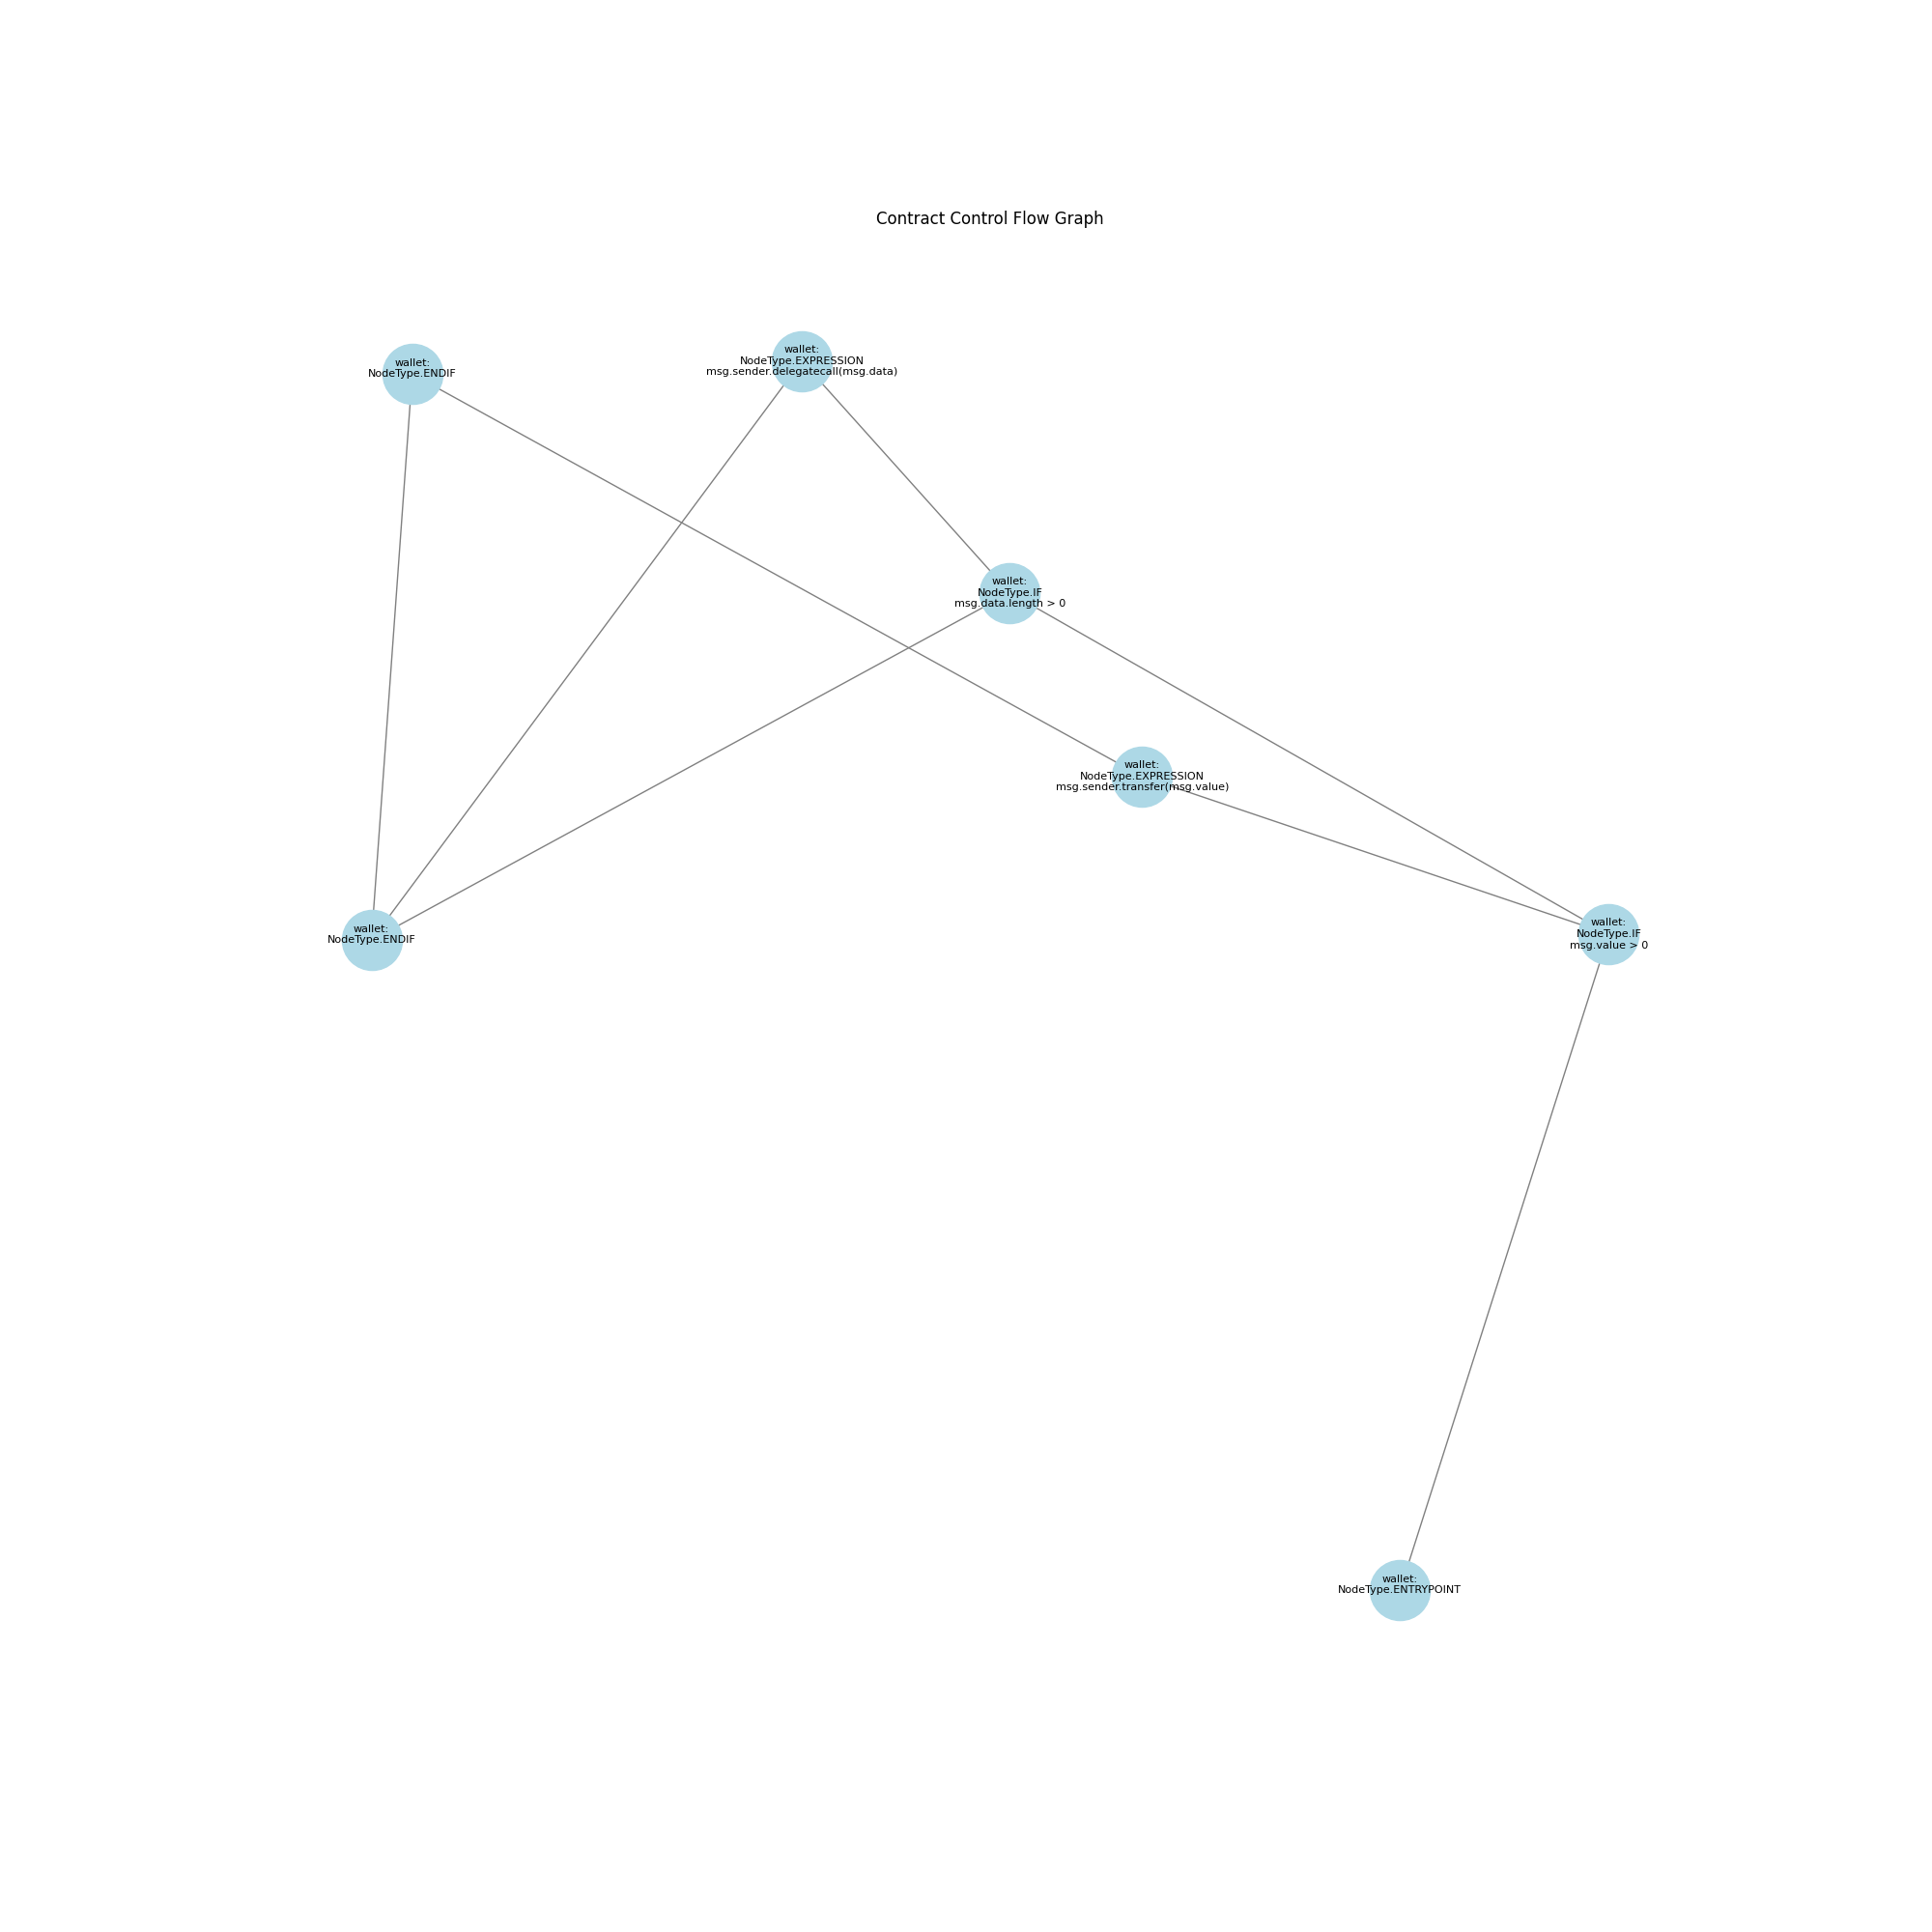 Contract Control Flow Graph
wallet:
NodeType.ENDIF
wallet:
NodeType.EXPRESSION
msg.sender.delegatecall(msg.data)
wallet:
NodeType.IF
msg.data.length > 0
wallet:
NodeType.EXPRESSION
msg.sender.transfer(msg.value)
wallet:
NodeType.ENDIF
wallet:
NodeType.IF
msg.value > 0
wallet:
NodeType.ENTRYPOINT